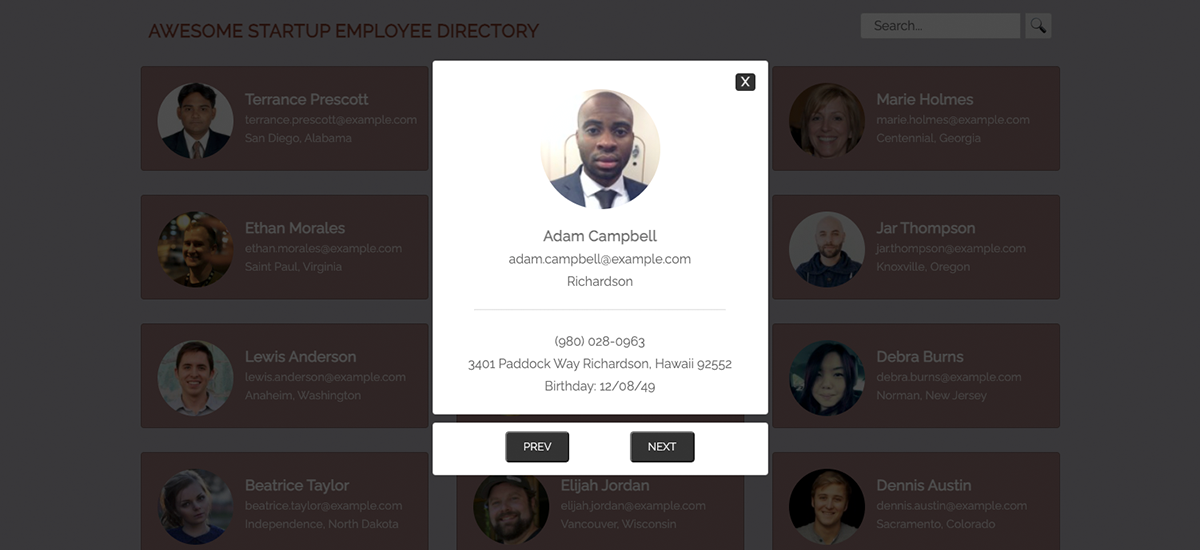 AWESOME STARTUP EMPLOYEE DIRECTORY
Search...
X
Terrance Prescott
terrance.prescott@example.com
San Diego, Alabama
Marie Holmes
marie.holmes@example.com
Centennial, Georgia
Adam Campbell
adam.campbell@example.com
Richardson
(980) 028-0963
3401 Paddock Way Richardson, Hawaii 92552
Birthday: 12/08/49
PREV
NEXT
Ethan Morales
ethan.morales@example.com
Saint Paul, Virginia
Jar Thompson
jar.thompson@example.com
Knoxville, Oregon
Lewis Anderson
lewis.anderson@example.com
Anaheim, Washington
Debra Burns
debra.burns@example.com
Norman, New Jersey
Beatrice Taylor
beatrice.taylor@example.com
Independence, North Dakota
Elijah Jordan
elijah.jordan@example.com
Vancouver, Wisconsin
Dennis Austin
dennis.austin@example.com
Sacramento, Colorado